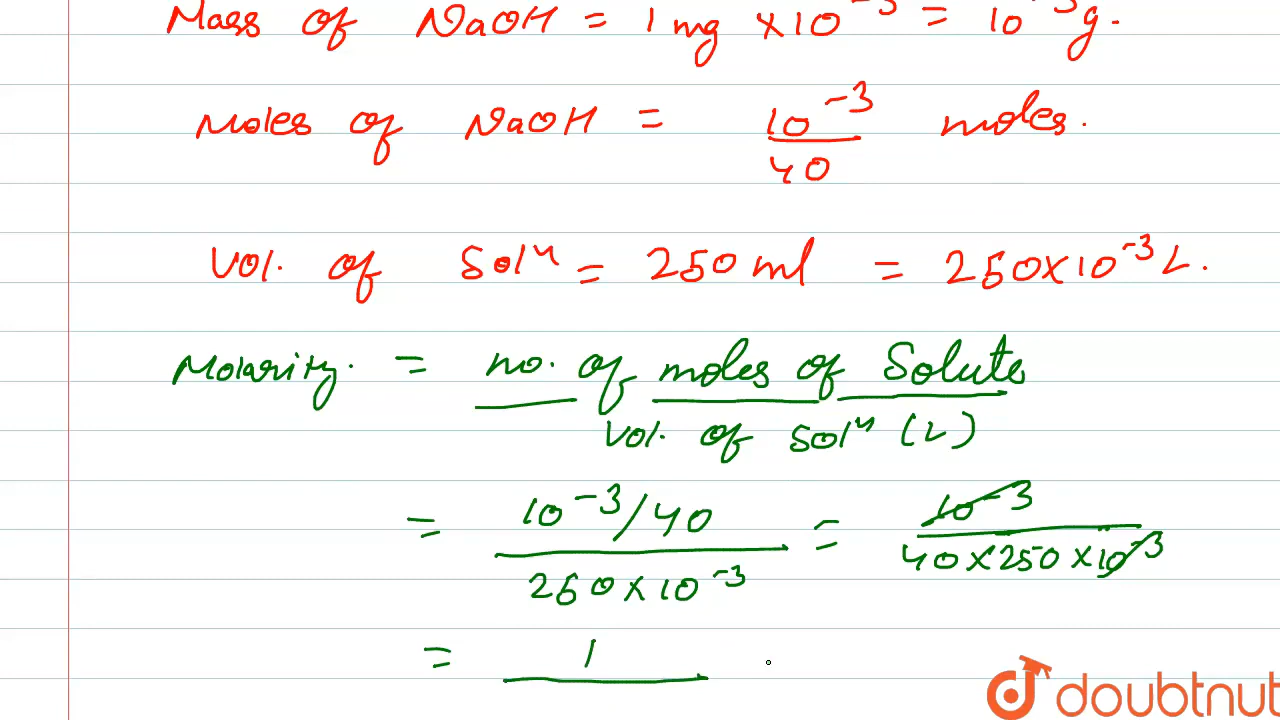 Mass of NaOH = 1 mg × 10⁻³ = 10⁻³ g.
Moles of NaOH = 10⁻³/40 moles.
Vol. of Solⁿ = 250 ml = 250×10⁻³ L.
Molarity. = no. of moles of Solute / Vol. of Solⁿ (L)
= 10⁻³/40 / 250×10⁻³ = 10⁻³ / 40×250×10⁻³
= 1
doubtnut